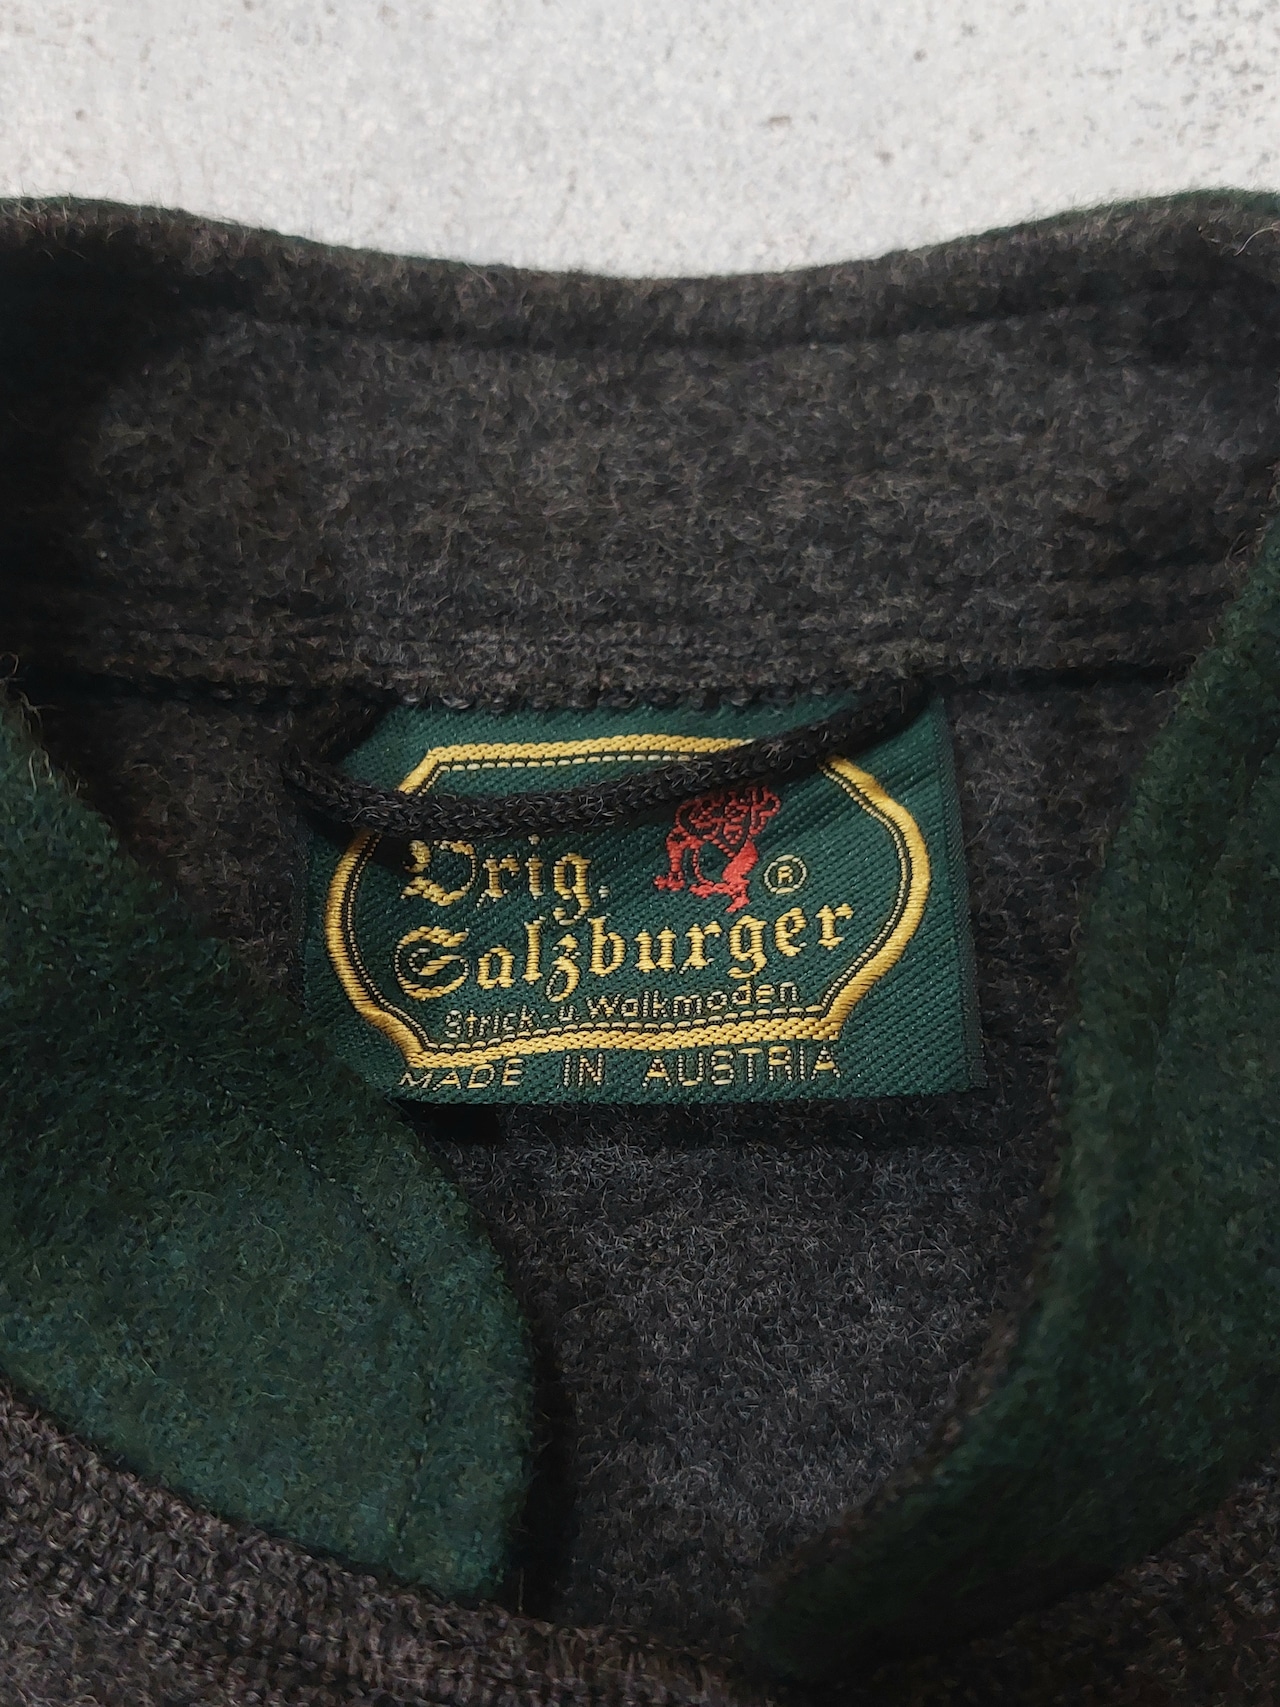 Orig.
®
Salzburger
Strick- u. Walkmoden
MADE IN AUSTRIA